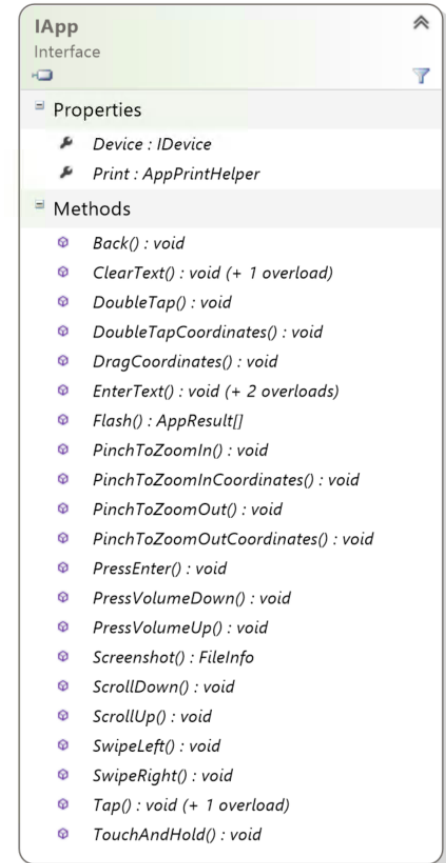 IApp
Interface
Properties
Device : IDevice
Print : AppPrintHelper
Methods
Back() : void
ClearText() : void (+ 1 overload)
DoubleTap() : void
DoubleTapCoordinates() : void
DragCoordinates() : void
EnterText() : void (+ 2 overloads)
Flash() : AppResult[]
PinchToZoomIn() : void
PinchToZoomInCoordinates() : void
PinchToZoomOut() : void
PinchToZoomOutCoordinates() : void
PressEnter() : void
PressVolumeDown() : void
PressVolumeUp() : void
Screenshot() : FileInfo
ScrollDown() : void
ScrollUp() : void
SwipeLeft() : void
SwipeRight() : void
Tap() : void (+ 1 overload)
TouchAndHold() : void